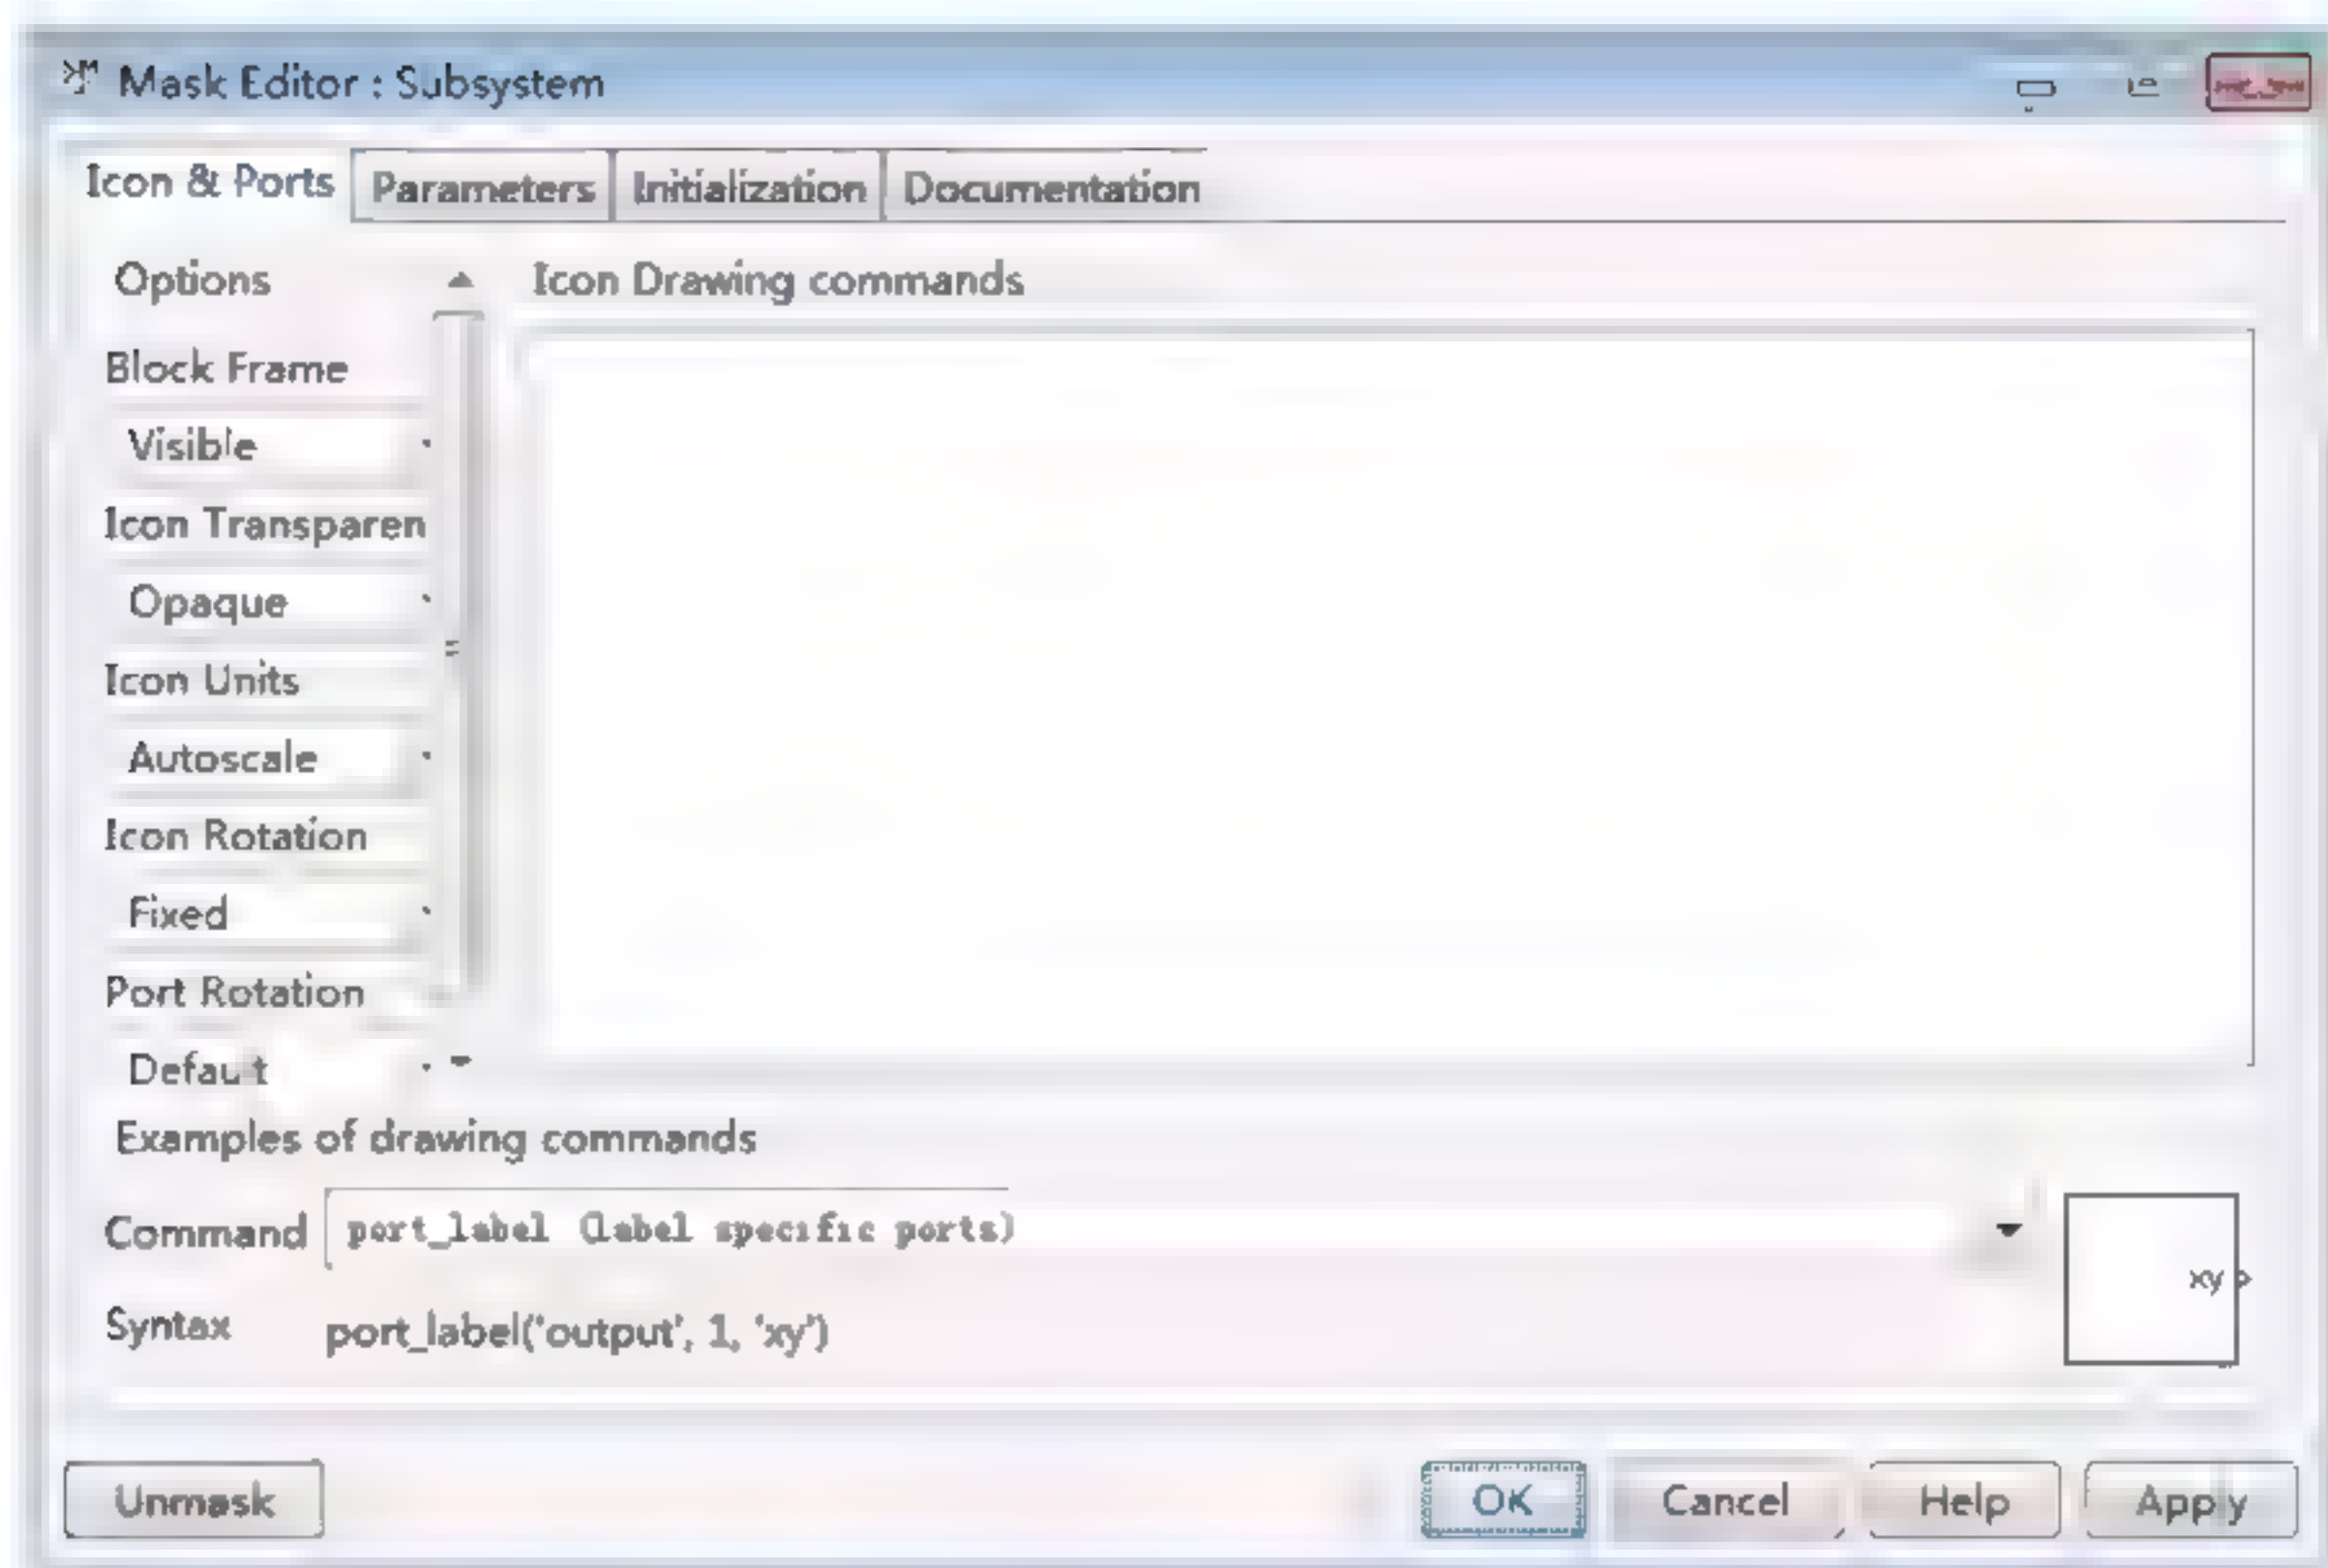 Mask Editor : Subsystem
Icon & Ports Parameters Initialization Documentation
Options
Icon Drawing commands
Block Frame
Visible
Icon Transparen
Opaque
Icon Units
Autoscale
Icon Rotation
Fixed
Port Rotation
Default
Examples of drawing commands
Command port_label (label specific ports)
xy
Syntax port_label('output', 1, 'xy')
Unmask OK Cancel Help Apply